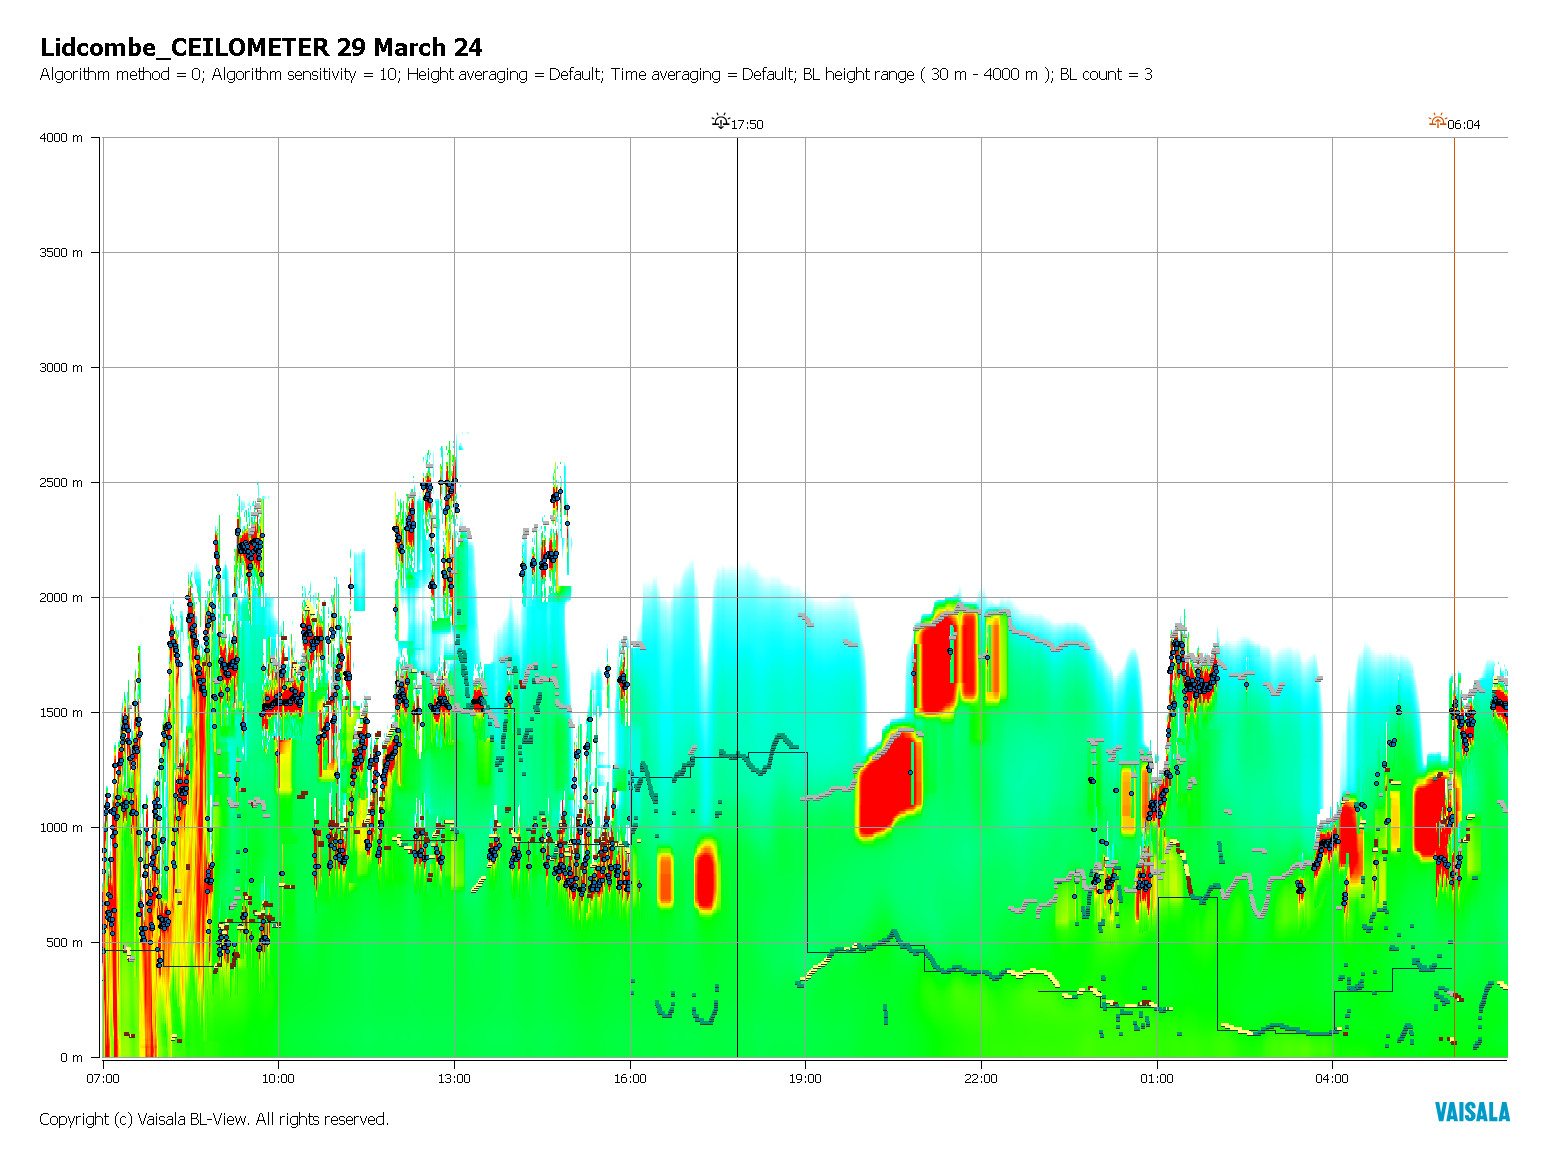 Lidcombe_CEILOMETER 29 March 24
Algorithm method = 0; Algorithm sensitivity = 10; Height averaging = Default; Time averaging = Default; BL height range ( 30 m - 4000 m ); BL count = 3
17:50
06:04
4000 m
3500 m
3000 m
2500 m
2000 m
1500 m
1000 m
500 m
0 m
07:00 10:00 13:00 16:00 19:00 22:00 01:00 04:00
Copyright (c) Vaisala BL-View. All rights reserved.
VAISALA